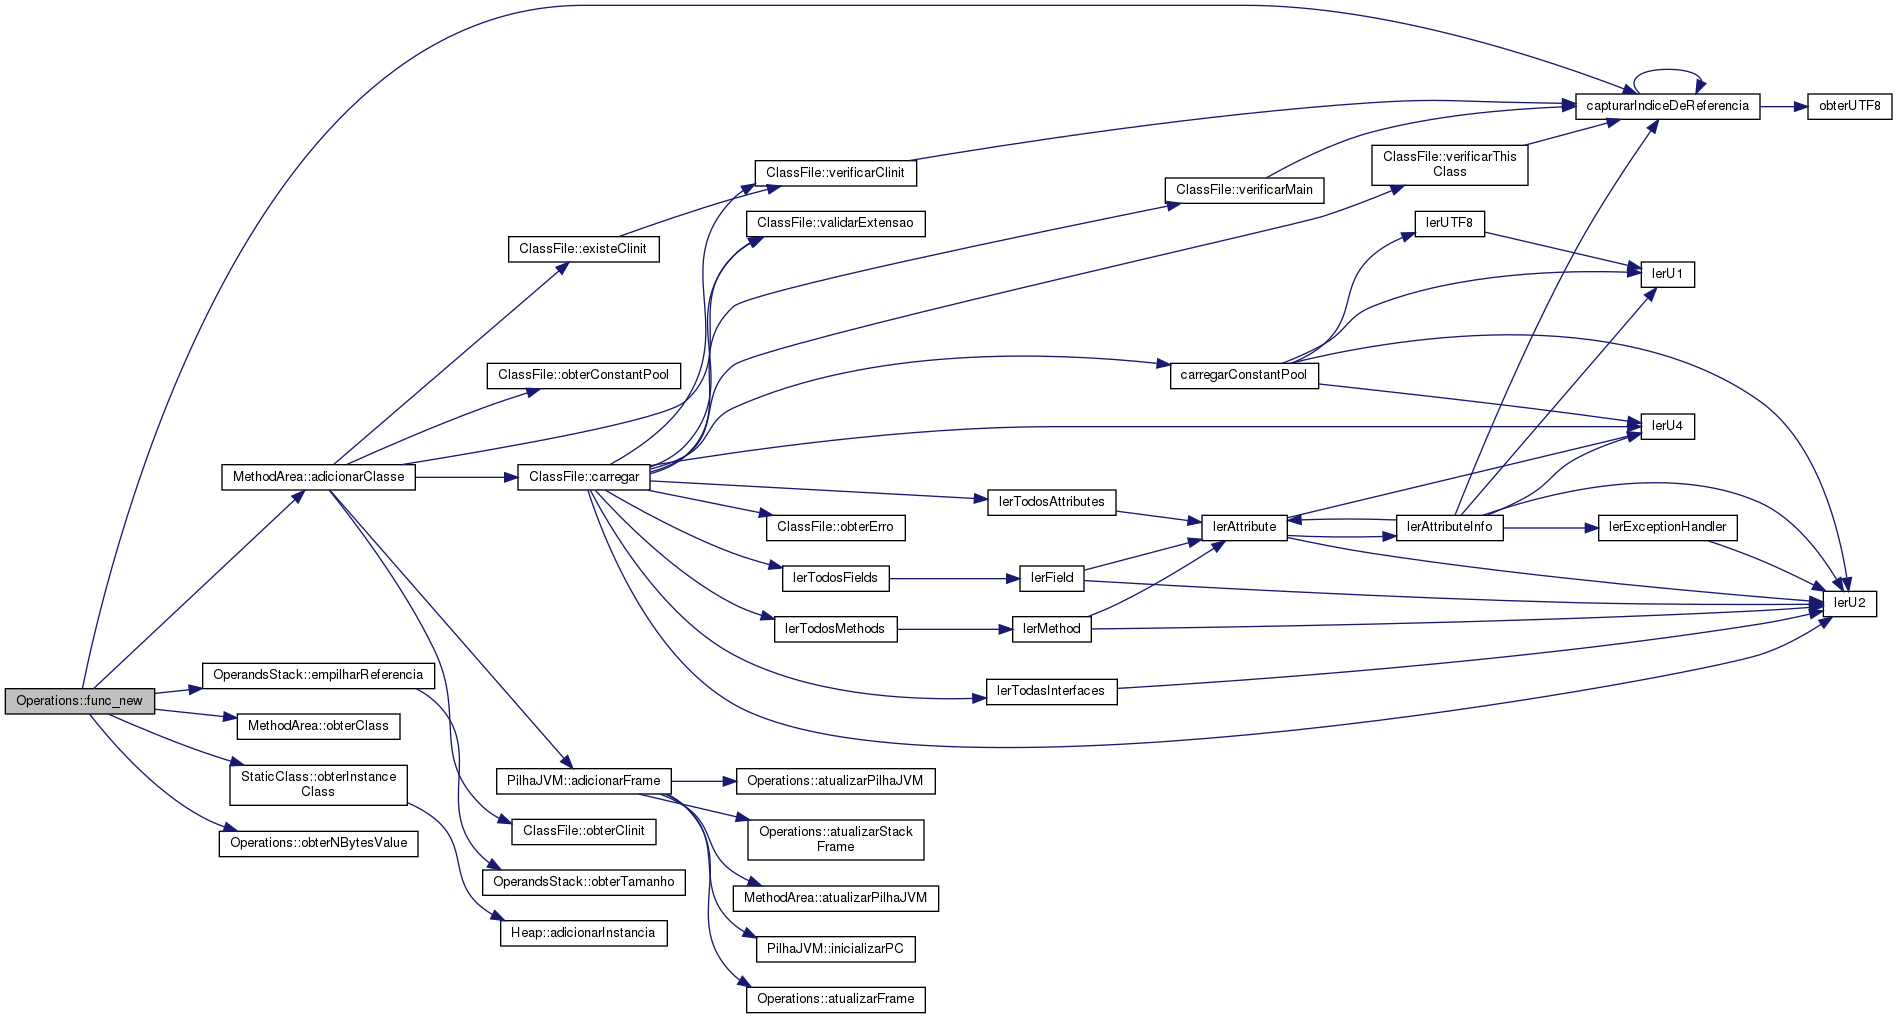 capturarIndiceDeReferencia
obterUTF8
ClassFile::verificarThis
Class
ClassFile::verificarClinit
ClassFile::verificarMain
ClassFile::validarExtensao
lerUTF8
ClassFile::existeClinit
lerU1
ClassFile::obterConstantPool
carregarConstantPool
lerU4
MethodArea::adicionarClasse
ClassFile::carregar
lerTodosAttributes
ClassFile::obterErro
lerAttribute
lerAttributeInfo
lerExceptionHandler
lerTodosFields
lerField
lerU2
lerTodosMethods
lerMethod
OperandsStack::empilharReferencia
lerTodasInterfaces
Operations::func_new
MethodArea::obterClass
StaticClass::obterInstance
Class
PilhaJVM::adicionarFrame
Operations::atualizarPilhaJVM
Operations::obterNBytesValue
ClassFile::obterClinit
Operations::atualizarStack
Frame
OperandsStack::obterTamanho
MethodArea::atualizarPilhaJVM
Heap::adicionarInstancia
PilhaJVM::inicializarPC
Operations::atualizarFrame